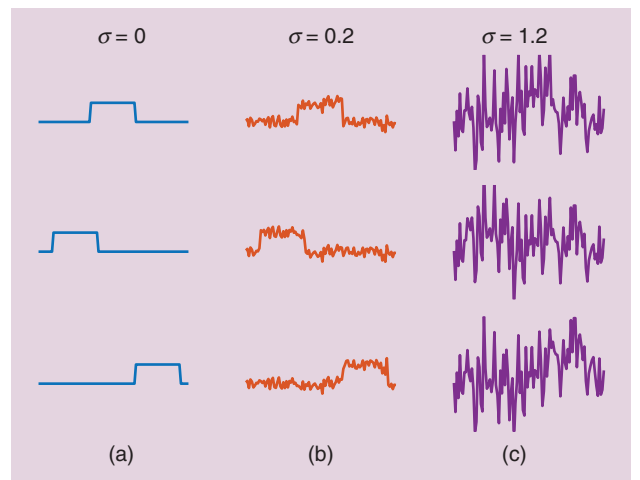 σ = 0 σ = 0.2 σ = 1.2
(a) (b) (c)